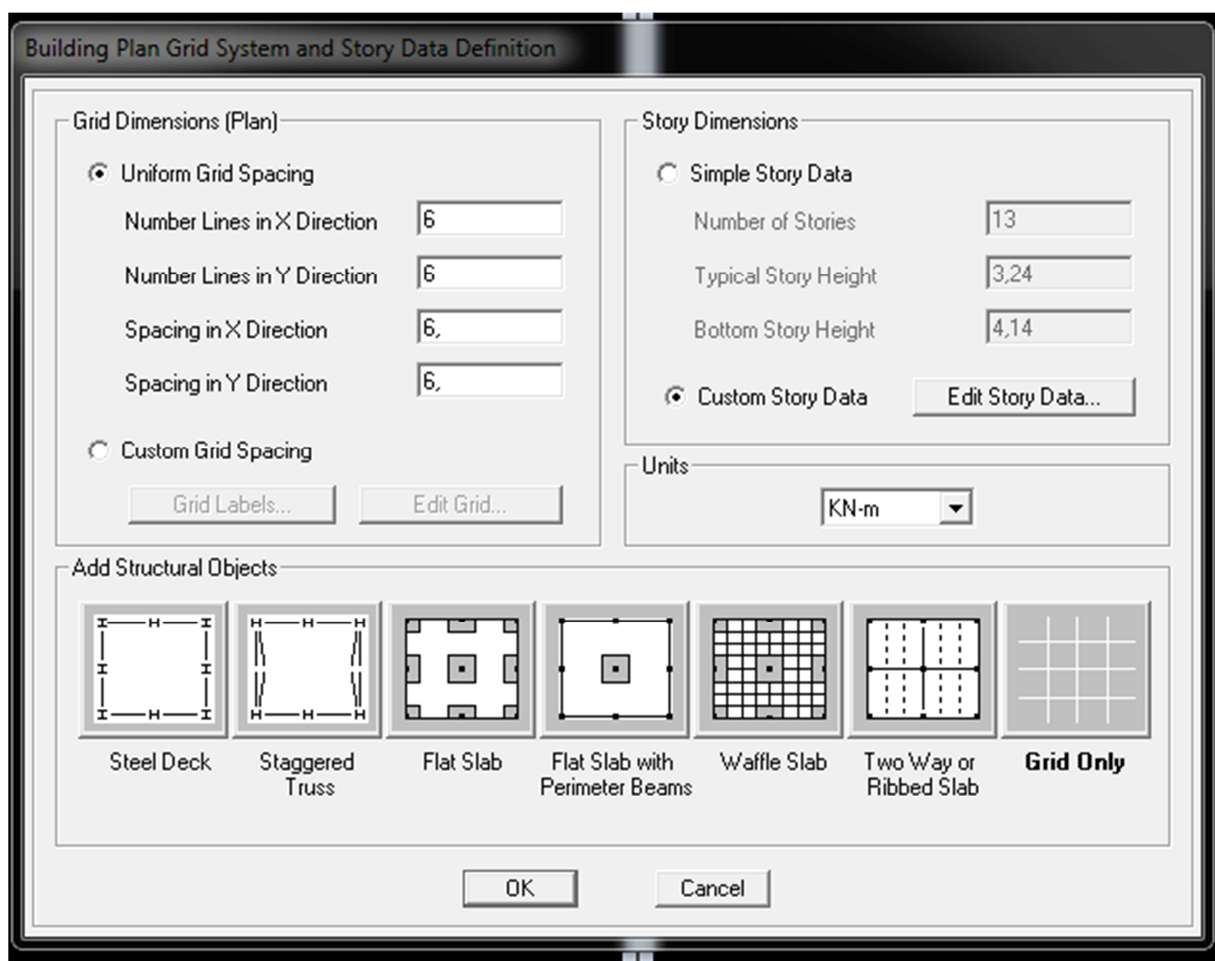 Building Plan Grid System and Story Data Definition
Grid Dimensions (Plan)
Uniform Grid Spacing
Number Lines in X Direction 6
Number Lines in Y Direction 6
Spacing in X Direction 6,
Spacing in Y Direction 6,
Custom Grid Spacing
Grid Labels... Edit Grid...
Story Dimensions
Simple Story Data
Number of Stories 13
Typical Story Height 3,24
Bottom Story Height 4,14
Custom Story Data Edit Story Data...
Units
KN-m
Add Structural Objects
Steel Deck
Staggered
Truss
Flat Slab
Flat Slab with
Perimeter Beams
Waffle Slab
Two Way or
Ribbed Slab
Grid Only
OK Cancel